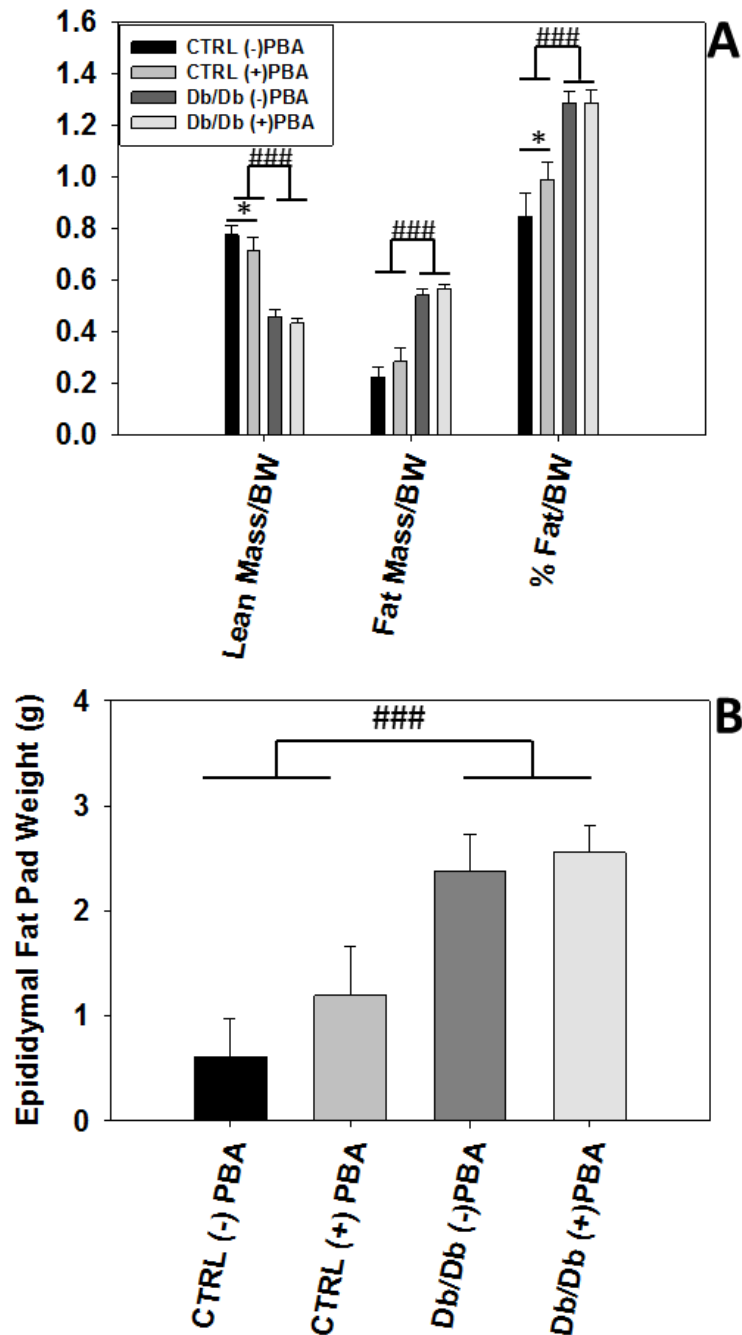 A
1.6
1.4
1.2
1.0
0.8
0.6
0.4
0.2
0.0
CTRL (-)PBA
CTRL (+)PBA
Db/Db (-)PBA
Db/Db (+)PBA
###
*
###
###
*
Lean Mass/BW
Fat Mass/BW
% Fat/BW
B
Epididymal Fat Pad Weight (g)
4
3
2
1
0
###
CTRL (-) PBA
CTRL (+) PBA
Db/Db (-)PBA
Db/Db (+)PBA